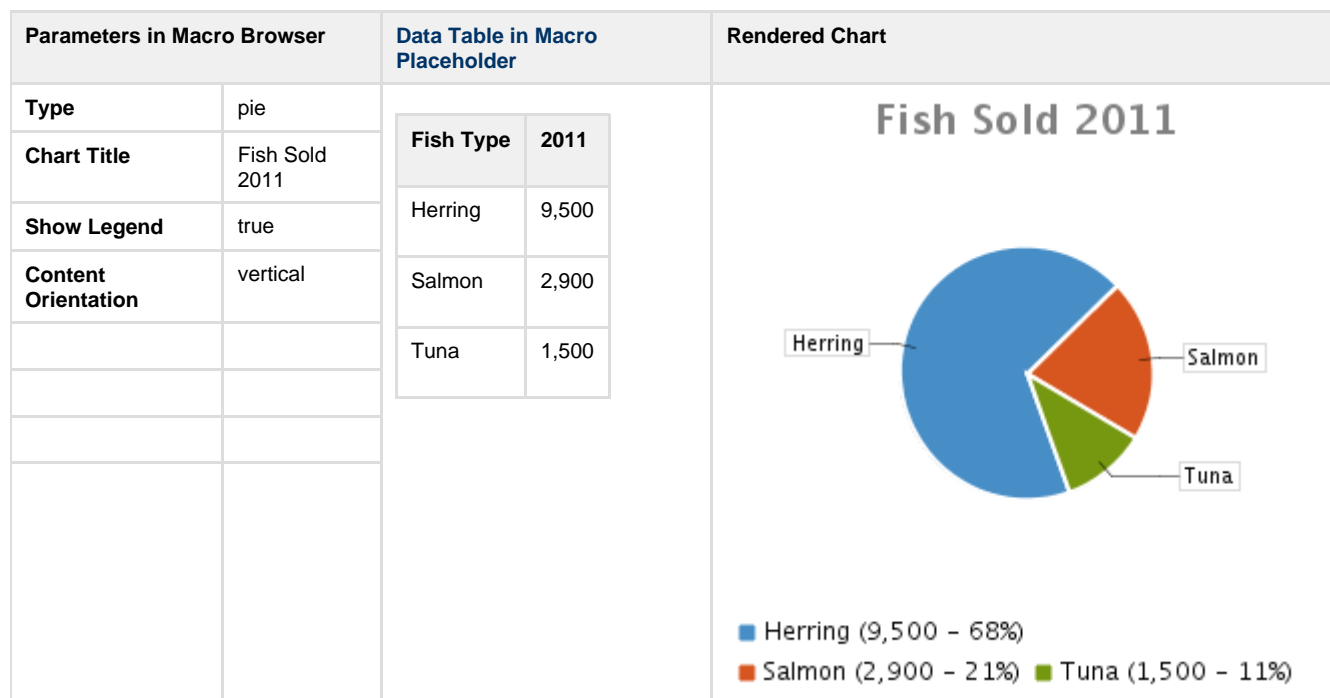 Parameters in Macro Browser
Data Table in Macro
Placeholder
Rendered Chart
Type
pie
Chart Title
Fish Sold
2011
Show Legend
true
Content
Orientation
vertical
Fish Type
2011
Herring
9,500
Salmon
2,900
Tuna
1,500
Fish Sold 2011
Herring
Salmon
Tuna
Herring (9,500 – 68%)
Salmon (2,900 – 21%) Tuna (1,500 – 11%)